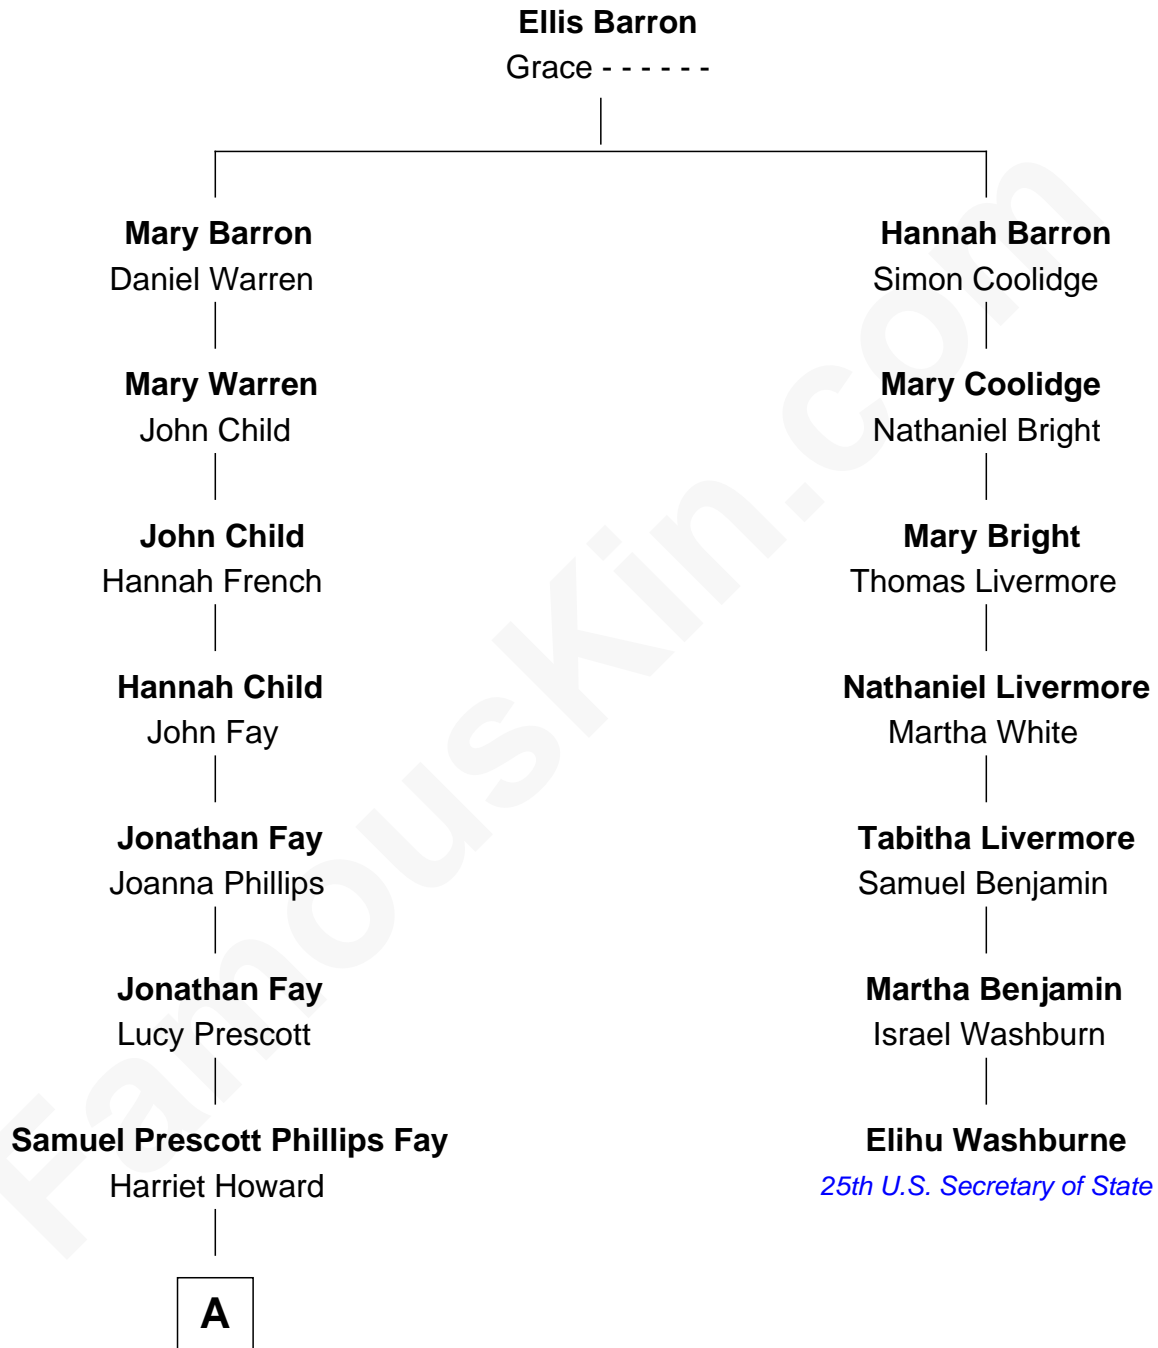 Ellis Barron
Grace - - - - - -
Mary Barron
Daniel Warren
Mary Warren
John Child
John Child
Hannah French
Hannah Child
John Fay
Jonathan Fay
Joanna Phillips
Jonathan Fay
Lucy Prescott
Samuel Prescott Phillips Fay
Harriet Howard
A
Hannah Barron
Simon Coolidge
Mary Coolidge
Nathaniel Bright
Mary Bright
Thomas Livermore
Nathaniel Livermore
Martha White
Tabitha Livermore
Samuel Benjamin
Martha Benjamin
Israel Washburn
Elihu Washburne
25th U.S. Secretary of State
FamousKin.com